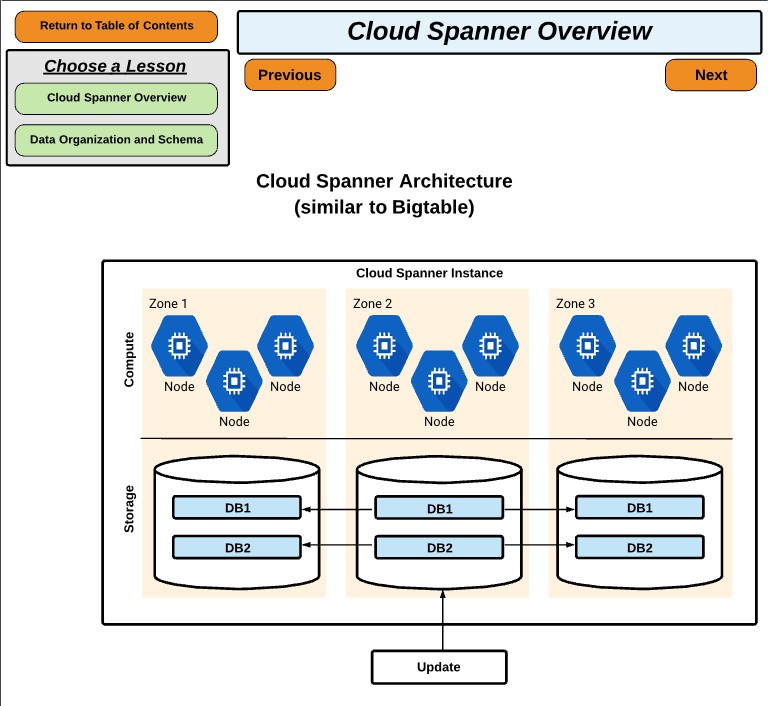 Return to Table of Contents
Cloud Spanner Overview
Choose a Lesson
Previous
Next
Cloud Spanner Overview
Data Organization and Schema
Cloud Spanner Architecture
(similar to Bigtable)
Cloud Spanner Instance
Zone 1
Zone 2
Zone 3
Compute
Node
Node
Node
Node
Node
Node
Node
Node
Node
Storage
DB1
DB1
DB1
DB2
DB2
DB2
Update